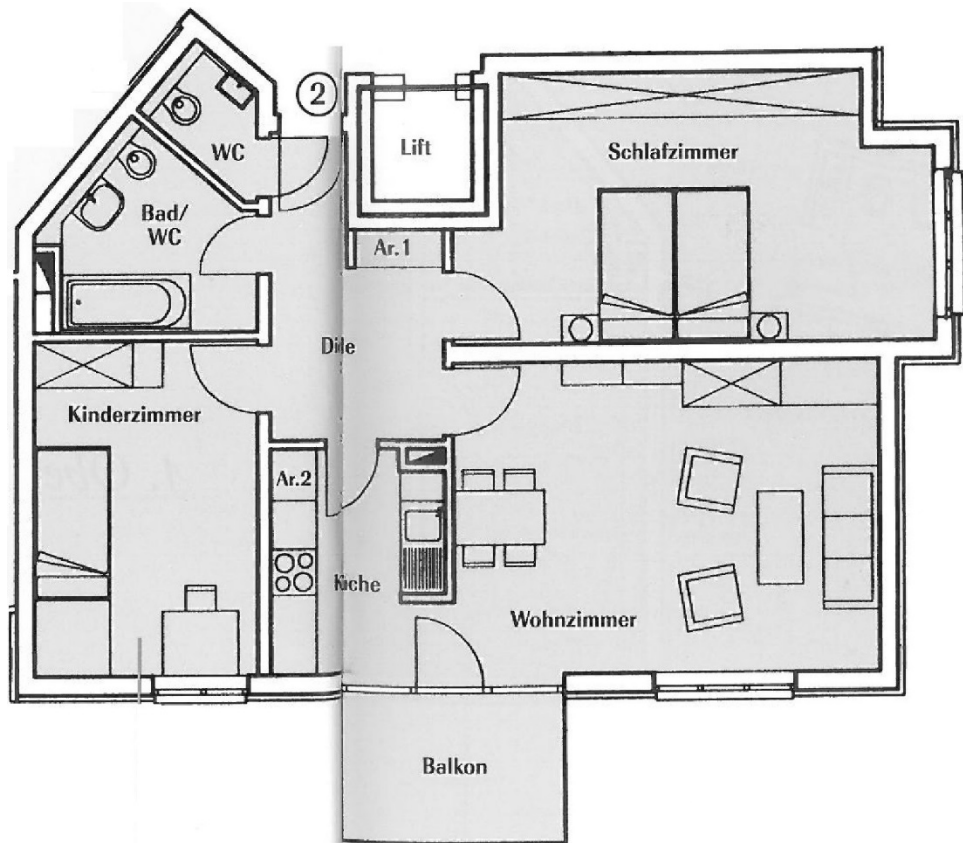 2
WC
Lift
Schlafzimmer
Bad/
WC
Ar.1
Diele
Kinderzimmer
Ar.2
Küche
Wohnzimmer
Balkon